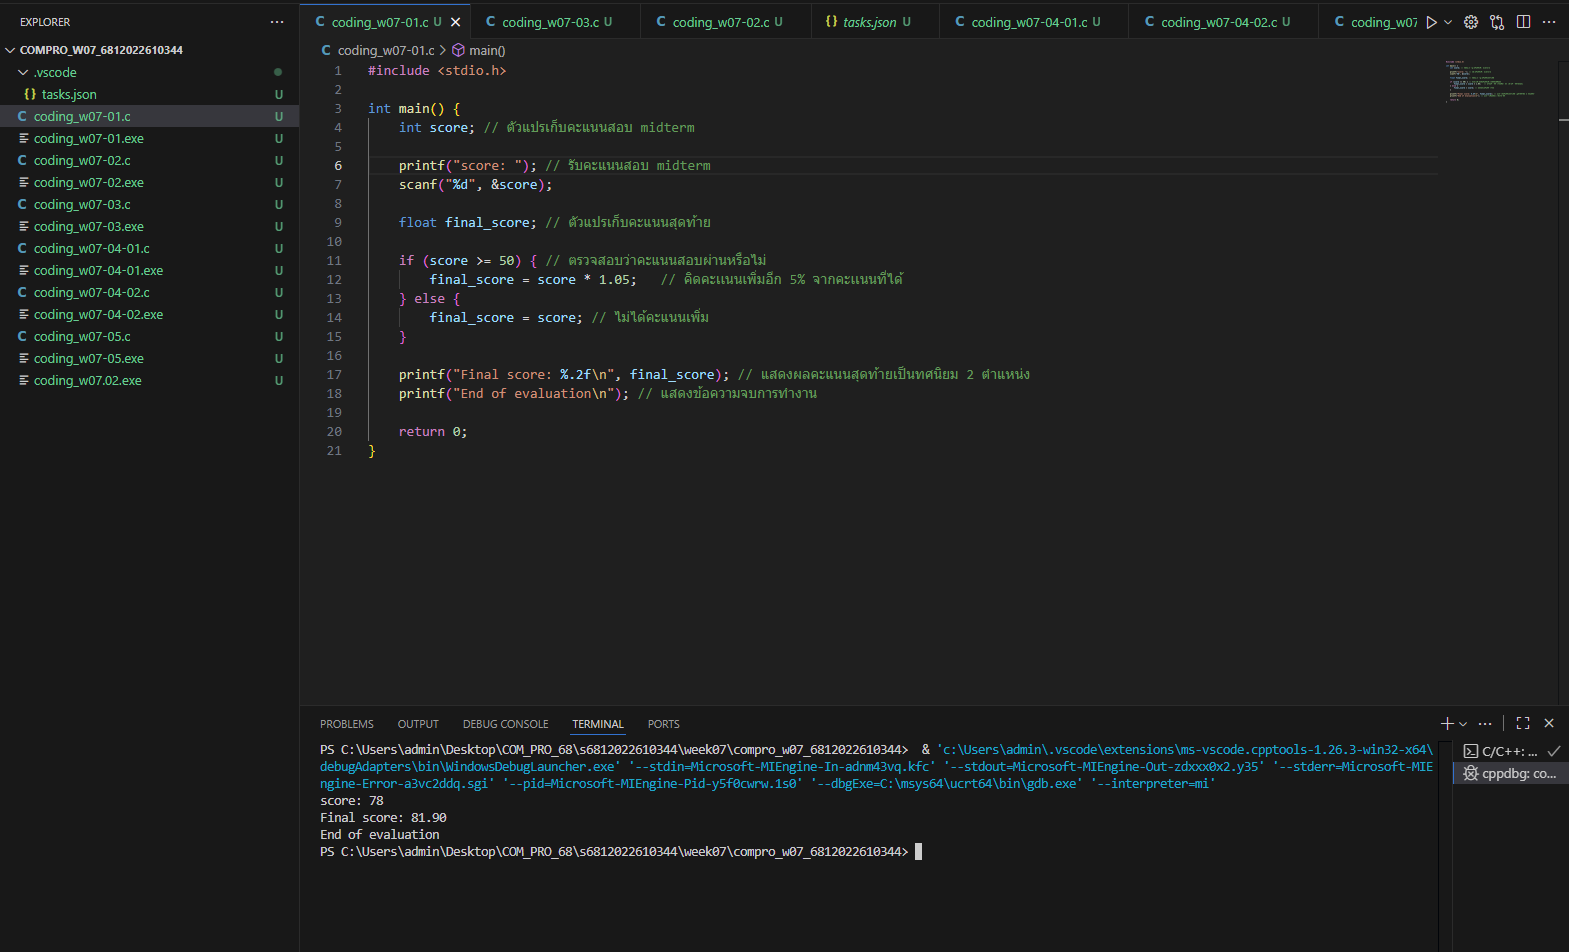 EXPLORER
COMPRO_W07_6812022610344
.vscode
{} tasks.json U
C coding_w07-01.c U
coding_w07-01.exe U
C coding_w07-02.c U
coding_w07-02.exe U
C coding_w07-03.c U
coding_w07-03.exe U
C coding_w07-04-01.c U
coding_w07-04-01.exe U
C coding_w07-04-02.c U
coding_w07-04-02.exe U
C coding_w07-05.c U
coding_w07-05.exe U
coding_w07.02.exe U
C coding_w07-01.c U C coding_w07-03.c U C coding_w07-02.c U {} tasks.json U C coding_w07-04-01.c U C coding_w07-04-02.c U C coding_w07
C coding_w07-01.c > main()
1 #include <stdio.h>
2
3 int main() {
4 int score; // ตัวแปรเก็บคะแนนสอบ midterm
5
6 printf("score: "); // รับคะแนนสอบ midterm
7 scanf("%d", &score);
8
9 float final_score; // ตัวแปรเก็บคะแนนสุดท้าย
10
11 if (score >= 50) { // ตรวจสอบว่าคะแนนสอบผ่านหรือไม่
12 final_score = score * 1.05; // คิดคะแนนเพิ่มอีก 5% จากคะแนนที่ได้
13 } else {
14 final_score = score; // ไม่ได้คะแนนเพิ่ม
15 }
16
17 printf("Final score: %.2f\n", final_score); // แสดงผลคะแนนสุดท้ายเป็นทศนิยม 2 ตำแหน่ง
18 printf("End of evaluation\n"); // แสดงข้อความจบการทำงาน
19
20 return 0;
21 }
PROBLEMS OUTPUT DEBUG CONSOLE TERMINAL PORTS
PS C:\Users\admin\Desktop\COM_PRO_68\s6812022610344\week07\compro_w07_6812022610344> & 'c:\Users\admin\.vscode\extensions\ms-vscode.cpptools-1.26.3-win32-x64\
debugAdapters\bin\WindowsDebugLauncher.exe' '--stdin=Microsoft-MIEngine-In-adnm43vq.kfc' '--stdout=Microsoft-MIEngine-Out-zdxxx0x2.y35' '--stderr=Microsoft-MIE
ngine-Error-a3vc2ddq.sgi' '--pid=Microsoft-MIEngine-Pid-y5f0cwrw.1s0' '--dbgExe=C:\msys64\ucrt64\bin\gdb.exe' '--interpreter=mi'
score: 78
Final score: 81.90
End of evaluation
PS C:\Users\admin\Desktop\COM_PRO_68\s6812022610344\week07\compro_w07_6812022610344>
C/C++: ...
cppdbg: co...